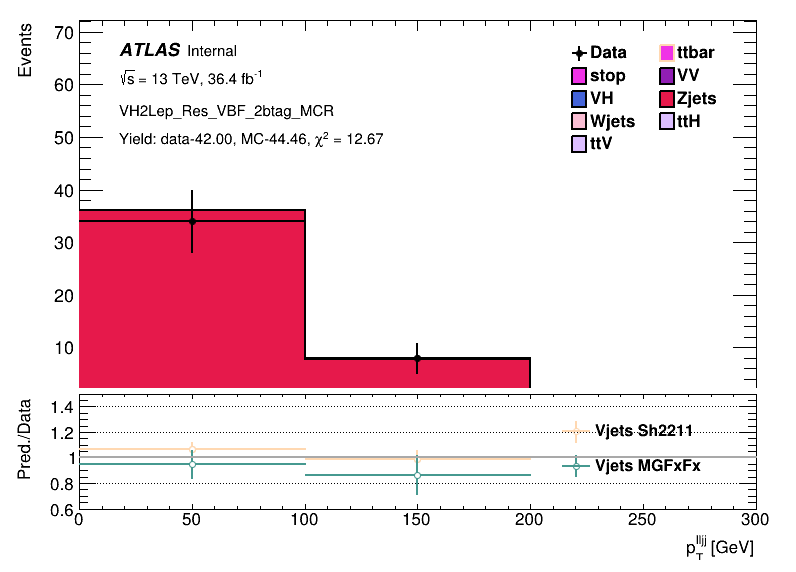 Events
70
60
50
40
30
20
10
ATLAS Internal
√s = 13 TeV, 36.4 fb⁻¹
VH2Lep_Res_VBF_2btag_MCR
Yield: data-42.00, MC-44.46, χ² = 12.67
Data ttbar
stop VV
VH Zjets
Wjets ttH
ttV
Pred./Data
1.4
1.2
1
0.8
0.6
Vjets Sh2211
Vjets MGFxFx
0 50 100 150 200 250 300
p_T^lljj [GeV]